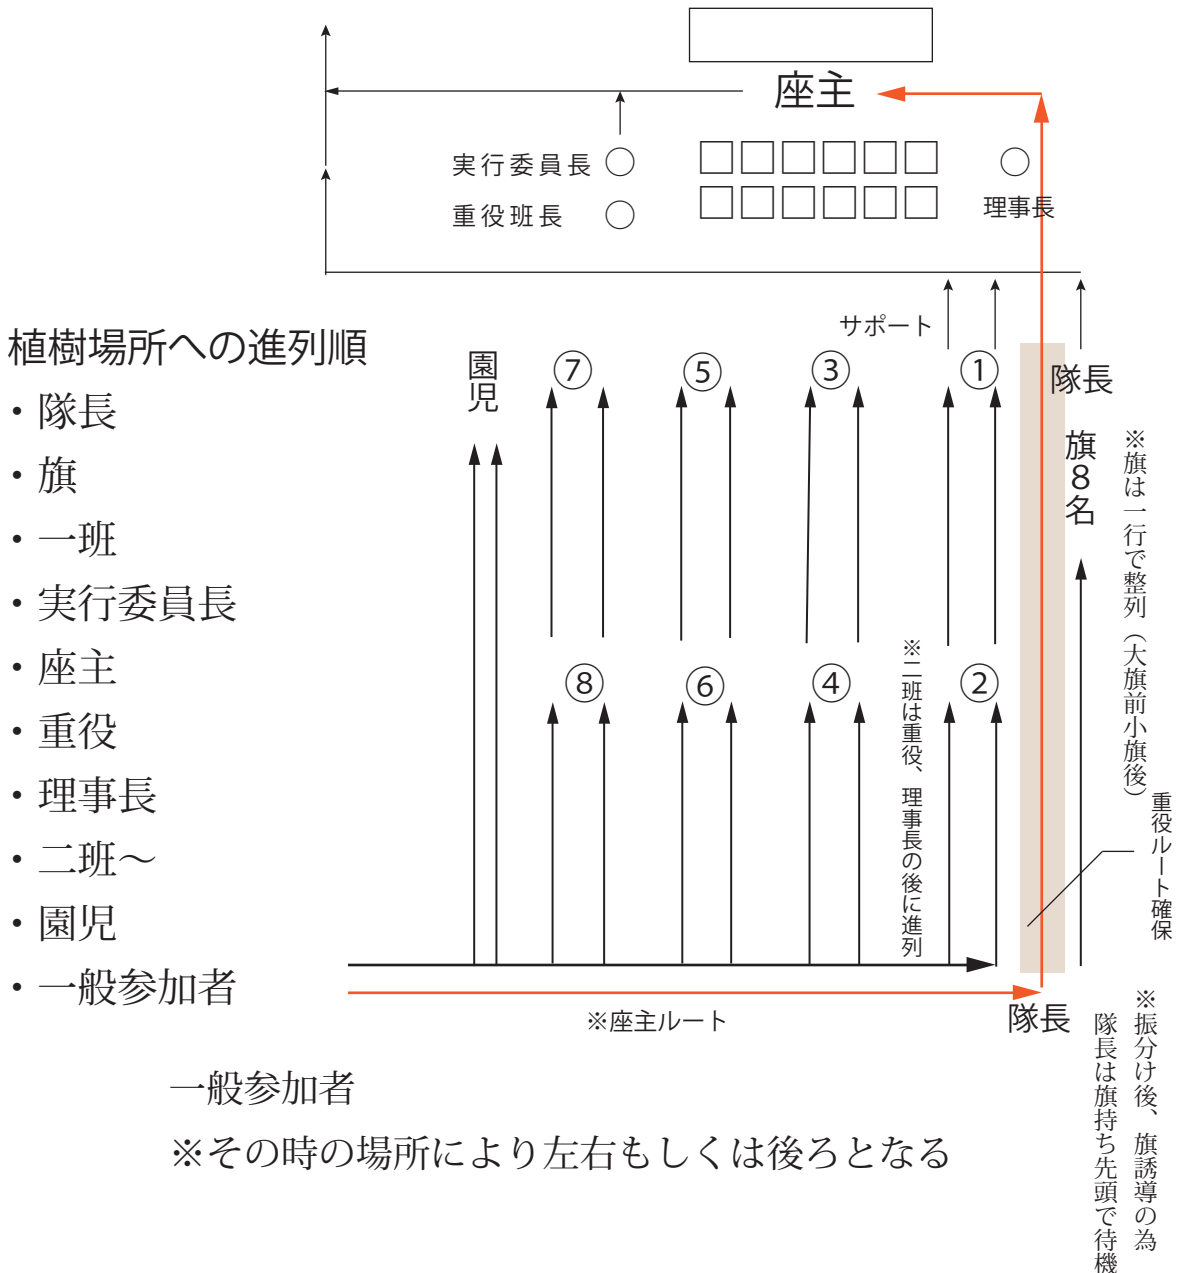 座主
実行委員長
重役班長
理事長
サポート
植樹場所への進列順
・隊長
・旗
・一班
・実行委員長
・座主
・重役
・理事長
・二班〜
・園児
・一般参加者
園児
⑦
⑤
③
①
隊長
旗8名
※旗は一行で整列（大旗前小旗後）
⑧
⑥
④
②
※二班は重役、理事長の後に進列
重役ルート確保
※座主ルート
隊長
※振分け後、旗誘導の為
隊長は旗持ち先頭で待機
一般参加者
※その時の場所により左右もしくは後ろとなる